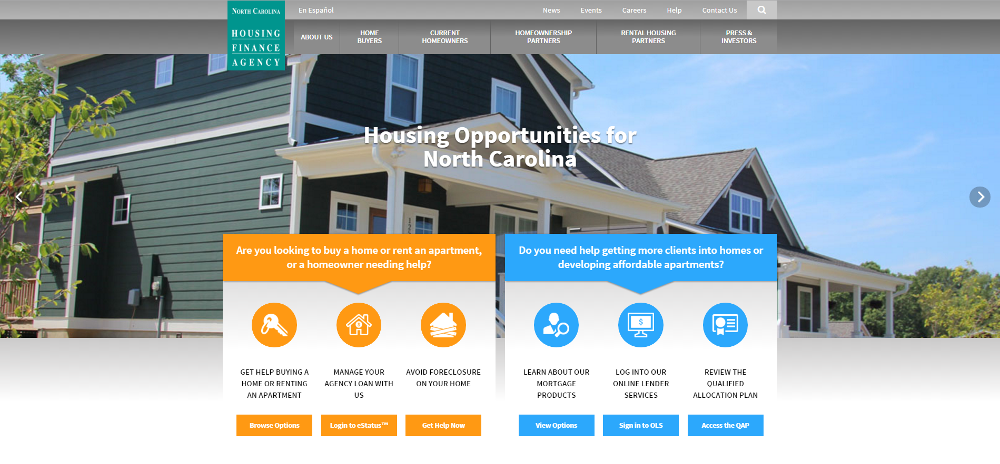 North Carolina
HOUSING
FINANCE
AGENCY
En Español
News
Events
Careers
Help
Contact Us
ABOUT US
HOME
BUYERS
CURRENT
HOMEOWNERS
HOMEOWNERSHIP
PARTNERS
RENTAL HOUSING
PARTNERS
PRESS &
INVESTORS
Housing Opportunities for
North Carolina
Are you looking to buy a home or rent an apartment,
or a homeowner needing help?
GET HELP BUYING A
HOME OR RENTING
AN APARTMENT
Browse Options
MANAGE YOUR
AGENCY LOAN WITH
US
Login to eStatus™
AVOID FORECLOSURE
ON YOUR HOME
Get Help Now
Do you need help getting more clients into homes or
developing affordable apartments?
LEARN ABOUT OUR
MORTGAGE
PRODUCTS
View Options
$
LOG INTO OUR
ONLINE LENDER
SERVICES
Sign in to OLS
REVIEW THE
QUALIFIED
ALLOCATION PLAN
Access the QAP